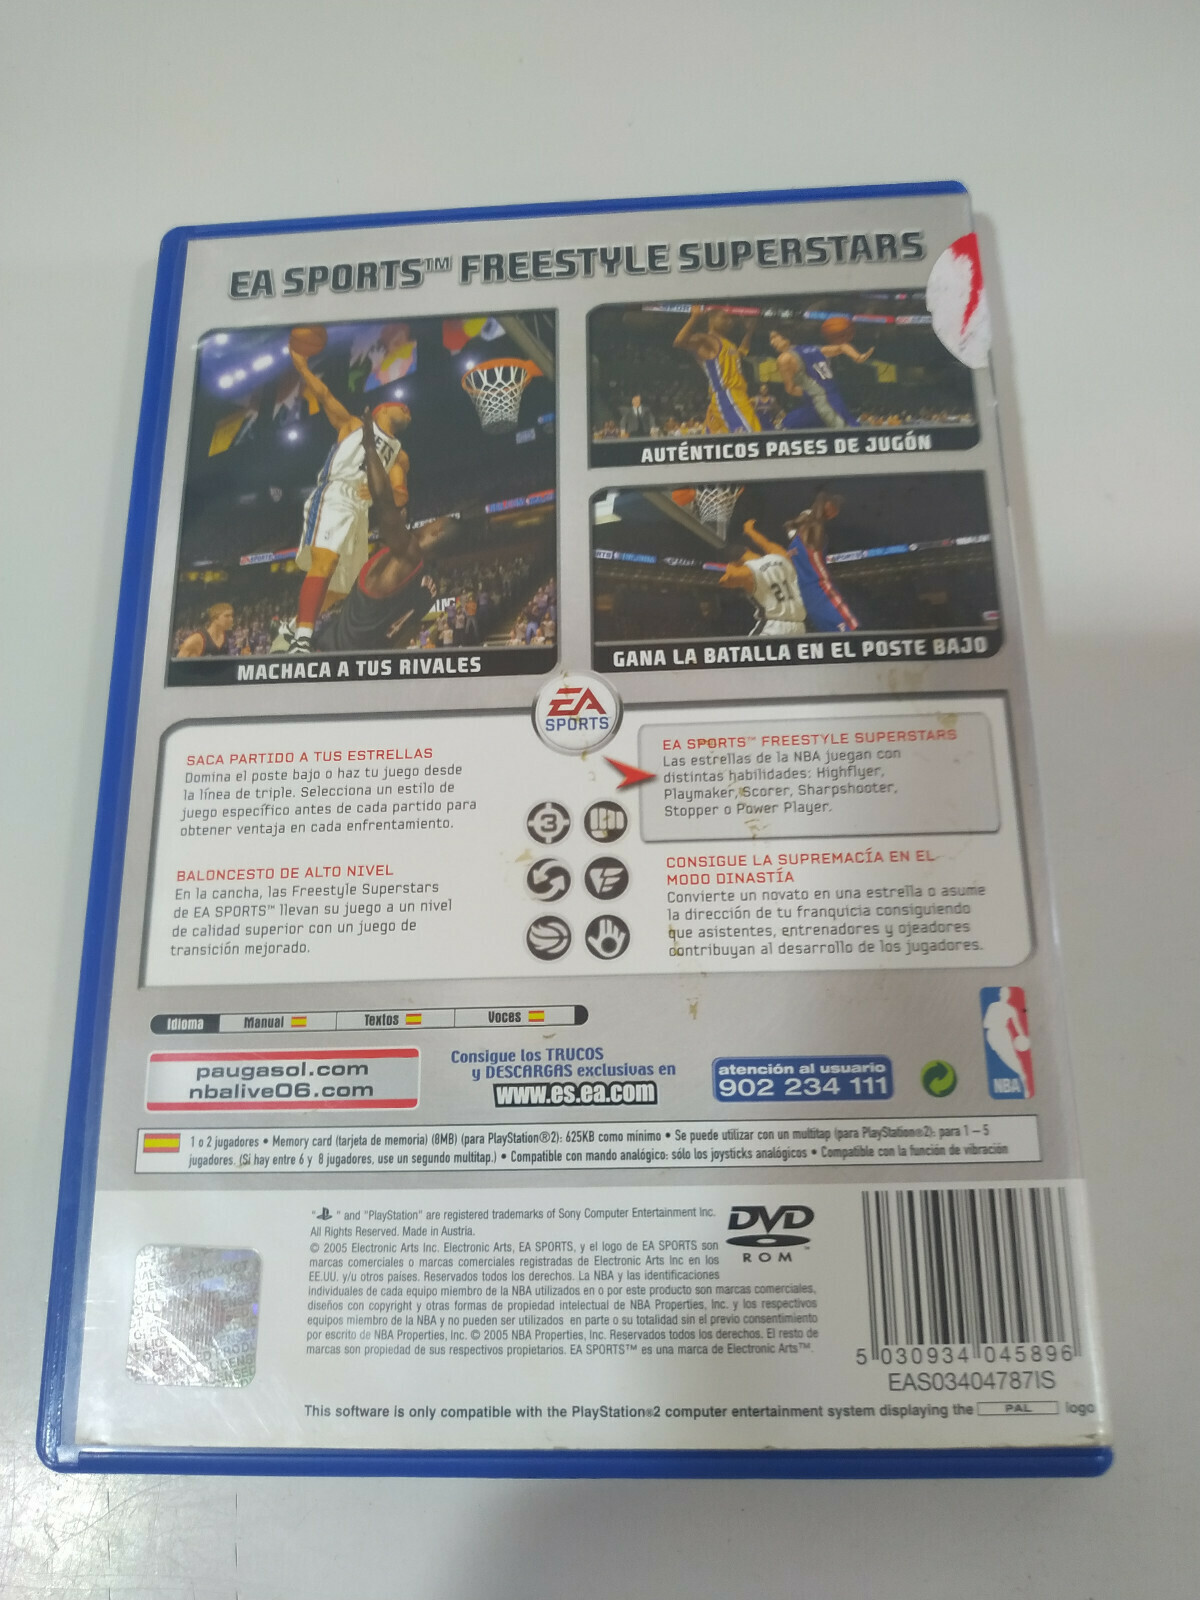 EA SPORTS™ FREESTYLE SUPERSTARS
MACHACA A TUS RIVALES
AUTÉNTICOS PASES DE JUGÓN
GANA LA BATALLA EN EL POSTE BAJO
EA
SPORTS
SACA PARTIDO A TUS ESTRELLAS
Domina el poste bajo o haz tu juego desde
la línea de triple. Selecciona un estilo de
juego específico antes de cada partido para
obtener ventaja en cada enfrentamiento.
BALONCESTO DE ALTO NIVEL
En la cancha, las Freestyle Superstars
de EA SPORTS™ llevan su juego a un nivel
de calidad superior con un juego de
transición mejorado.
3
EA SPORTS™ FREESTYLE SUPERSTARS
Las estrellas de la NBA juegan con
distintas habilidades: Highflyer,
Playmaker, Scorer, Sharpshooter,
Stopper o Power Player.
CONSIGUE LA SUPREMACÍA EN EL
MODO DINASTÍA
Convierte un novato en una estrella o asume
la dirección de tu franquicia consiguiendo
que asistentes, entrenadores y ojeadores
contribuyan al desarrollo de los jugadores.
Idioma Manual Textos Voces
paugasol.com
nbalive06.com
Consigue los TRUCOS
y DESCARGAS exclusivas en
www.es.ea.com
atención al usuario
902 234 111
NBA
1 o 2 jugadores • Memory card (tarjeta de memoria) (8MB) (para PlayStation®2): 625KB como mínimo • Se puede utilizar con un multitap (para PlayStation®2): para 1 – 5
jugadores. (Si hay entre 6 y 8 jugadores, use un segundo multitap.) • Compatible con mando analógico: sólo los joysticks analógicos • Compatible con la función de vibración
" " and "PlayStation" are registered trademarks of Sony Computer Entertainment Inc.
All Rights Reserved. Made in Austria.
© 2005 Electronic Arts Inc. Electronic Arts, EA SPORTS, y el logo de EA SPORTS son
marcas comerciales o marcas comerciales registradas de Electronic Arts Inc en los
EE.UU. y/u otros países. Reservados todos los derechos. La NBA y las identificaciones
individuales de cada equipo miembro de la NBA utilizados en o por este producto son marcas comerciales,
diseños con copyright y otras formas de propiedad intelectual de NBA Properties, Inc. y los respectivos
equipos miembro de la NBA y no pueden ser utilizados en parte o su totalidad sin el previo consentimiento
por escrito de NBA Properties, Inc. © 2005 NBA Properties, Inc. Reservados todos los derechos. El resto de
marcas son propiedad de sus respectivos propietarios. EA SPORTS™ es una marca de Electronic Arts™.
DVD
ROM
5 030934 045896
EAS03404787IS
This software is only compatible with the PlayStation®2 computer entertainment system displaying the PAL logo